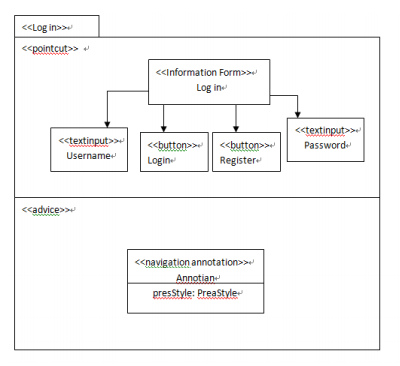 <<Log in>>
<<pointcut>>
<<Information Form>>
Log in
<<textinput>>
Username
<<button>>
Login
<<button>>
Register
<<textinput>>
Password
<<advice>>
<<navigation annotation>>
Annotian
presStyle: PreaStyle